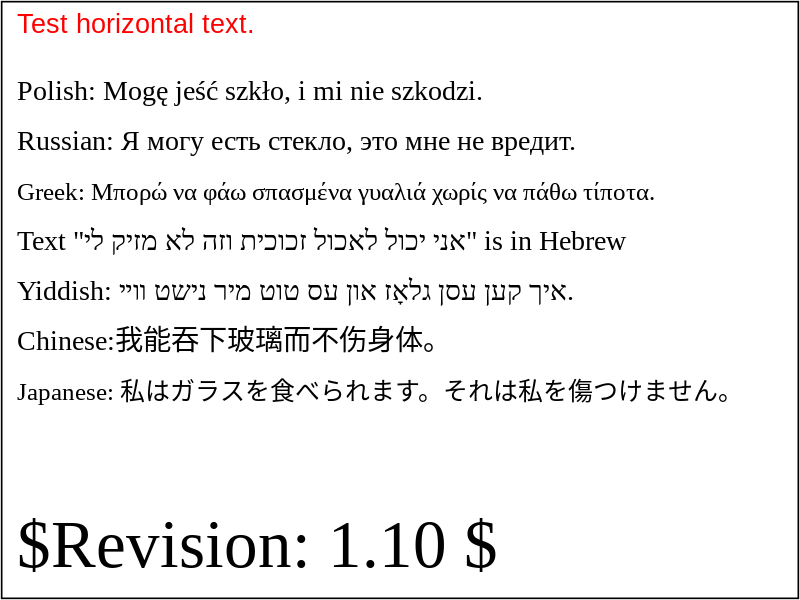 Test horizontal text.
Polish: Mogę jeść szkło, i mi nie szkodzi.
Russian: Я могу есть стекло, это мне не вредит.
Greek: Μπορώ να φάω σπασμένα γυαλιά χωρίς να πάθω τίποτα.
Text "אני יכול לאכול זכוכית וזה לא מזיק לי" is in Hebrew
Yiddish: איך קען עסן גלאָז און עס טוט מיר נישט װײ.
Chinese:我能吞下玻璃而不伤身体。
Japanese: 私はガラスを食べられます。それは私を傷つけません。
$Revision: 1.10 $